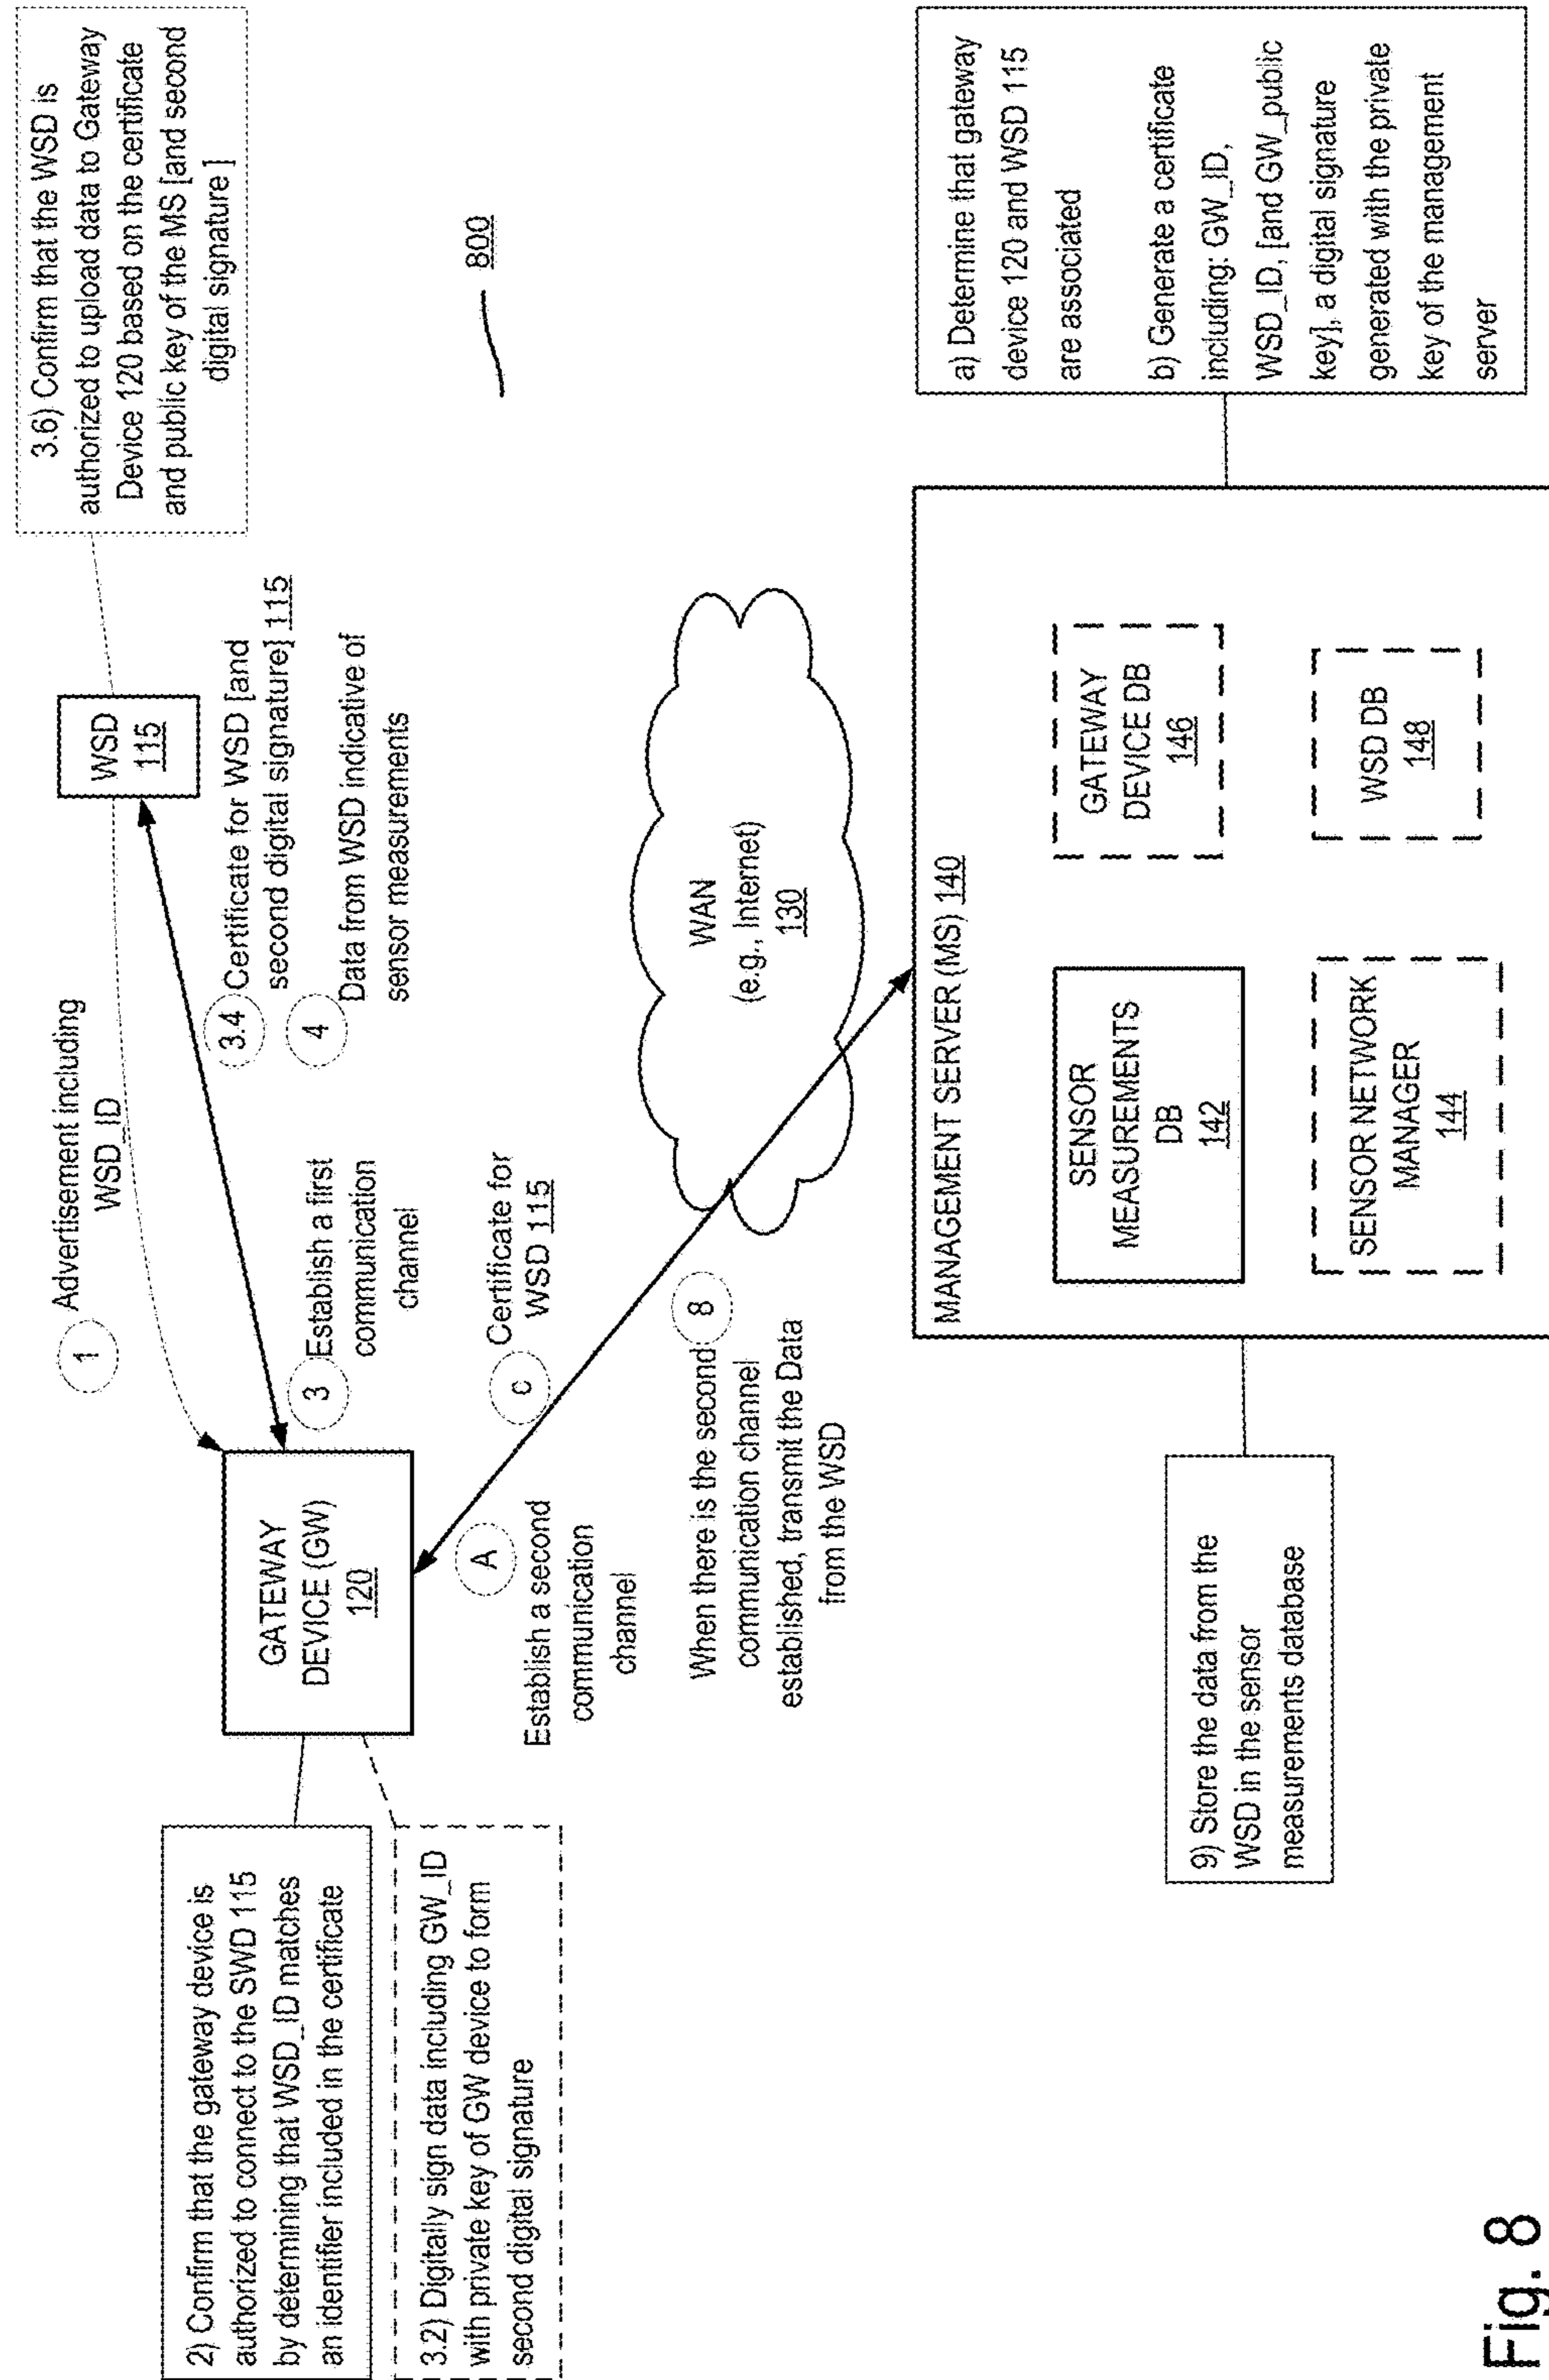 2) Confirm that the gateway device is
authorized to connect to the SWD 115
by determining that WSD_ID matches
an identifier included in the certificate
3.2) Digitally sign data including GW_ID
with private key of GW device to form
second digital signature
GATEWAY
DEVICE (GW)
120
1
Advertisement including
WSD_ID
WSD
115
3.6) Confirm that the WSD is
authorized to upload data to Gateway
Device 120 based on the certificate
and public key of the MS [and second
digital signature ]
3
Establish a first
communication
channel
3.4
Certificate for WSD [and
second digital signature] 115
4
Data from WSD indicative of
sensor measurements
A
Establish a second
communication
channel
c
Certificate for
WSD 115
8
When there is the second
communication channel
established, transmit the Data
from the WSD
WAN
(e.g., Internet)
130
800
9) Store the data from the
WSD in the sensor
measurements database
MANAGEMENT SERVER (MS) 140
SENSOR
MEASUREMENTS
DB
142
GATEWAY
DEVICE DB
146
SENSOR NETWORK
MANAGER
144
WSD DB
148
a) Determine that gateway
device 120 and WSD 115
are associated
b) Generate a certificate
including: GW_ID,
WSD_ID, [and GW_public
key], a digital signature
generated with the private
key of the management
server
Fig. 8